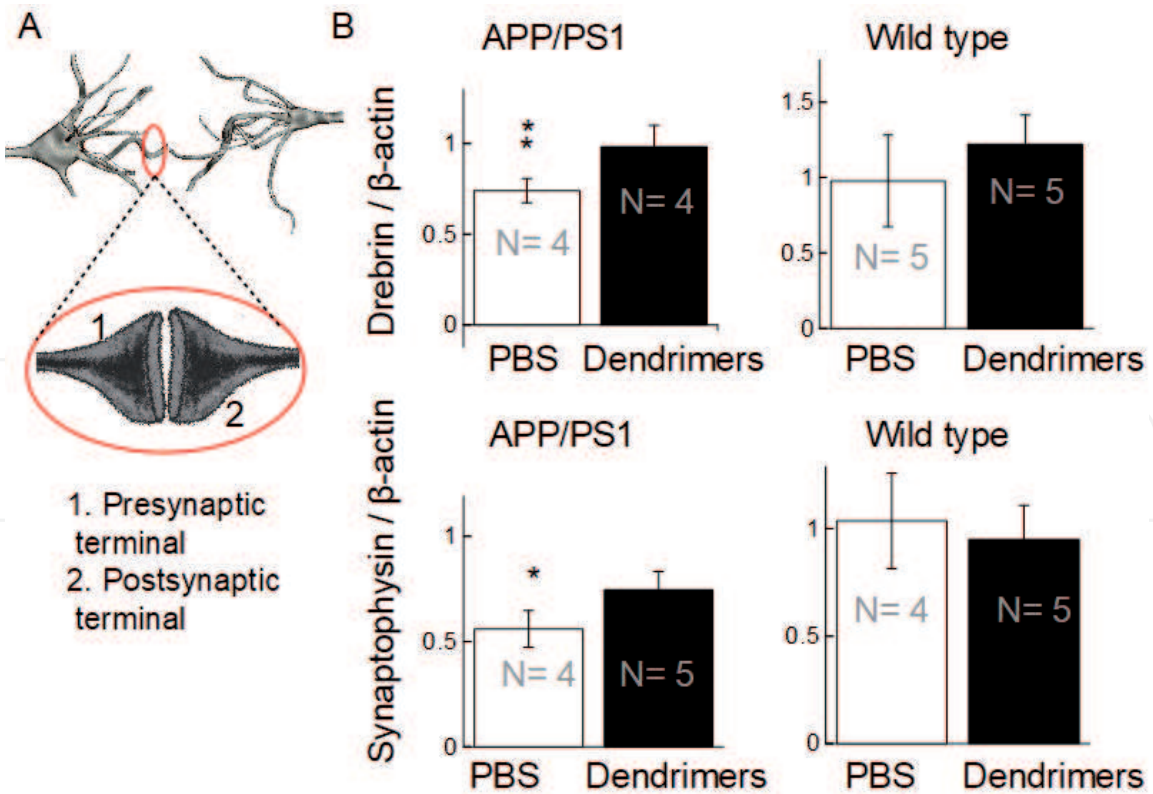 A
B
APP/PS1
Wild type
Drebrin / β-actin
1
0.5
0
**
N= 4
N= 4
PBS
Dendrimers
1.5
1
0.5
0
N= 5
N= 5
PBS
Dendrimers
1
2
1. Presynaptic
terminal
2. Postsynaptic
terminal
APP/PS1
Wild type
Synaptophysin / β-actin
1
0.5
0
*
N= 4
N= 5
PBS
Dendrimers
1
0.5
0
N= 4
N= 5
PBS
Dendrimers